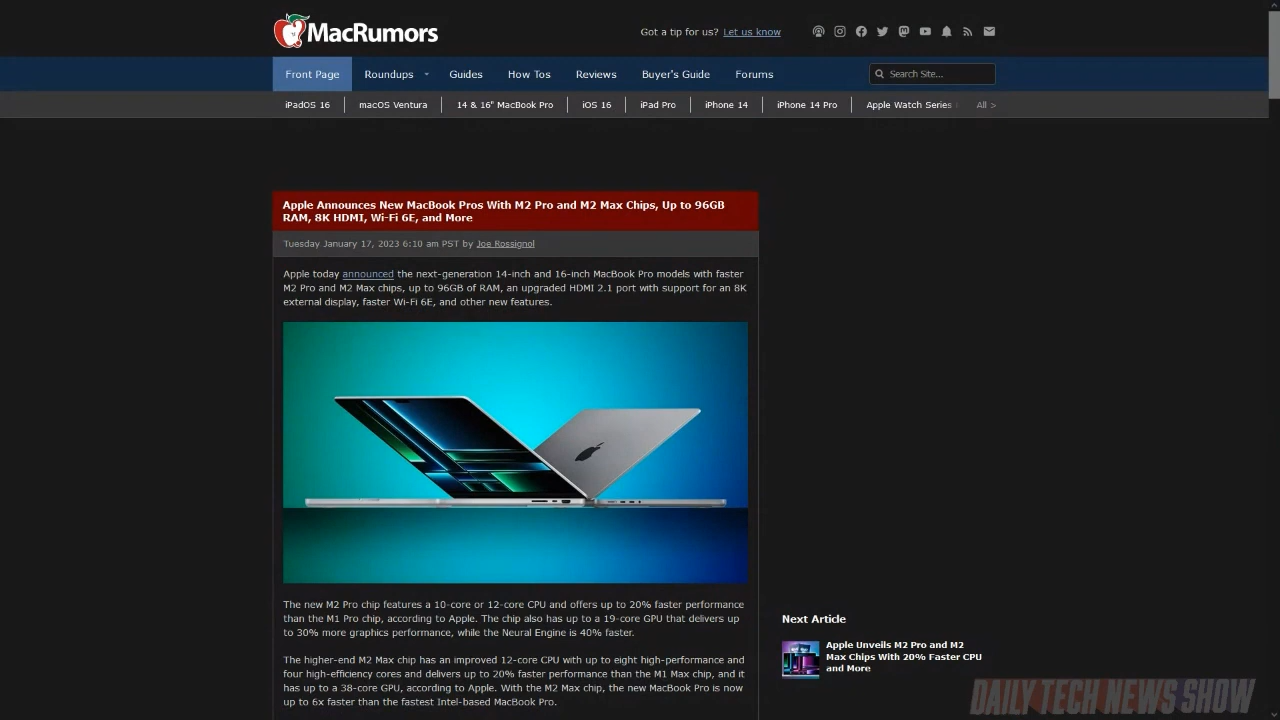 MacRumors
Got a tip for us? Let us know
Front Page Roundups Guides How Tos Reviews Buyer's Guide Forums Search Site...
iPadOS 16 macOS Ventura 14 & 16" MacBook Pro iOS 16 iPad Pro iPhone 14 iPhone 14 Pro Apple Watch Series All >
Apple Announces New MacBook Pros With M2 Pro and M2 Max Chips, Up to 96GB
RAM, 8K HDMI, Wi-Fi 6E, and More
Tuesday January 17, 2023 6:10 am PST by Joe Rossignol
Apple today announced the next-generation 14-inch and 16-inch MacBook Pro models with faster
M2 Pro and M2 Max chips, up to 96GB of RAM, an upgraded HDMI 2.1 port with support for an 8K
external display, faster Wi-Fi 6E, and other new features.
The new M2 Pro chip features a 10-core or 12-core CPU and offers up to 20% faster performance
than the M1 Pro chip, according to Apple. The chip also has up to a 19-core GPU that delivers up
to 30% more graphics performance, while the Neural Engine is 40% faster.
The higher-end M2 Max chip has an improved 12-core CPU with up to eight high-performance and
four high-efficiency cores and delivers up to 20% faster performance than the M1 Max chip, and it
has up to a 38-core GPU, according to Apple. With the M2 Max chip, the new MacBook Pro is now
up to 6x faster than the fastest Intel-based MacBook Pro.
Next Article
Apple Unveils M2 Pro and M2
Max Chips With 20% Faster CPU
and More
DAILY TECH NEWS SHOW